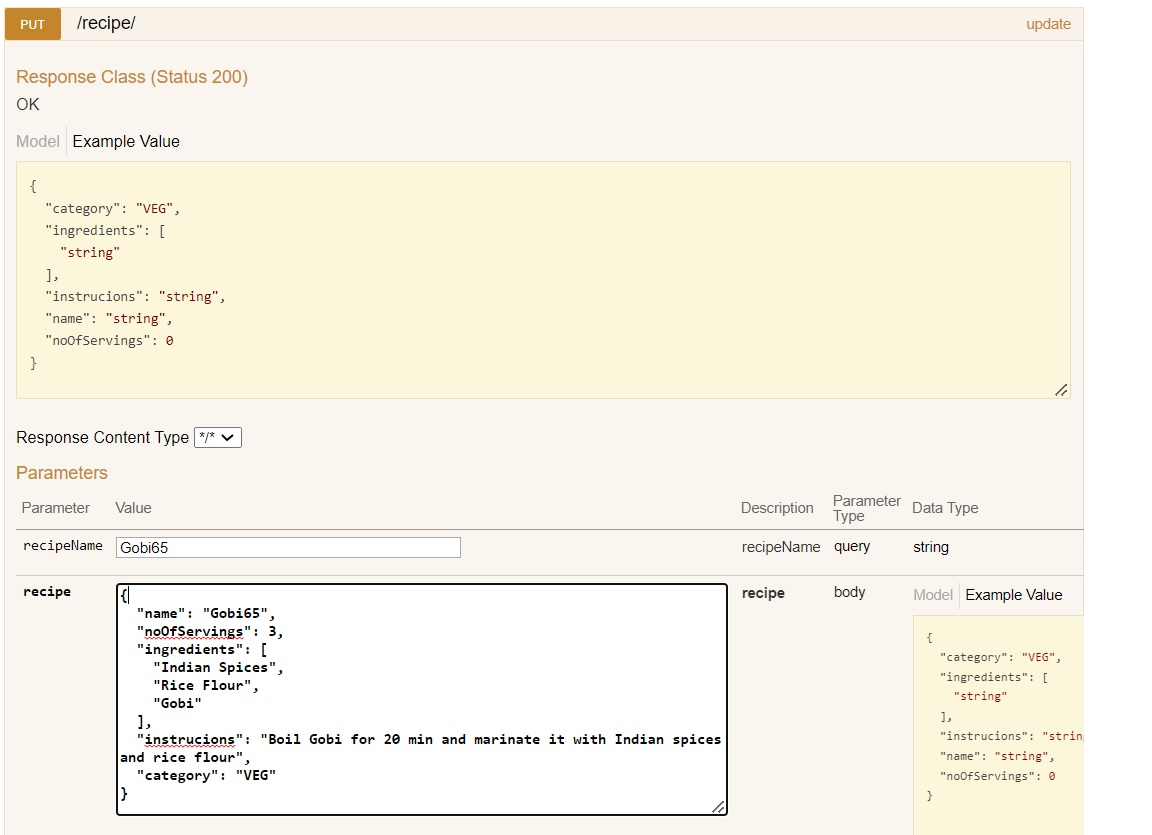 PUT /recipe/ update
Response Class (Status 200)
OK
Model Example Value
{
"category": "VEG",
"ingredients": [
"string"
],
"instrucions": "string",
"name": "string",
"noOfServings": 0
}
Response Content Type */*
Parameters
Parameter Value Description Parameter Type Data Type
recipeName Gobi65 recipeName query string
recipe
{
"name": "Gobi65",
"noOfServings": 3,
"ingredients": [
"Indian Spices",
"Rice Flour",
"Gobi"
],
"instrucions": "Boil Gobi for 20 min and marinate it with Indian spices
and rice flour",
"category": "VEG"
}
recipe body Model Example Value
{
"category": "VEG",
"ingredients": [
"string"
],
"instrucions": "strin
"name": "string",
"noOfServings": 0
}